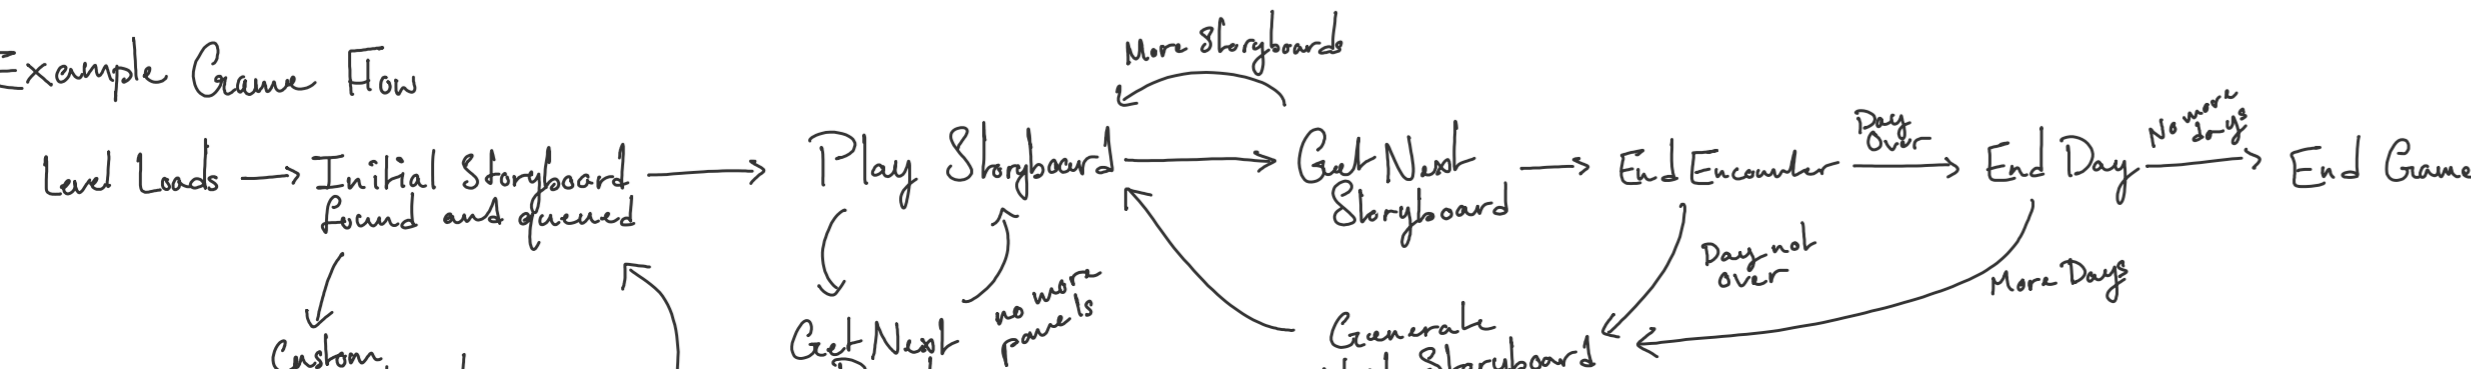 Example Game Flow
More Storyboards
Level Loads
Initial Storyboard
found and queued
Play Storyboard
Get Next
Storyboard
End Encounter
Day
Over
End Day
No more
days
End Game
Day not
over
More Days
no more
panels
Custom
Get Next
Generate
Storyboard